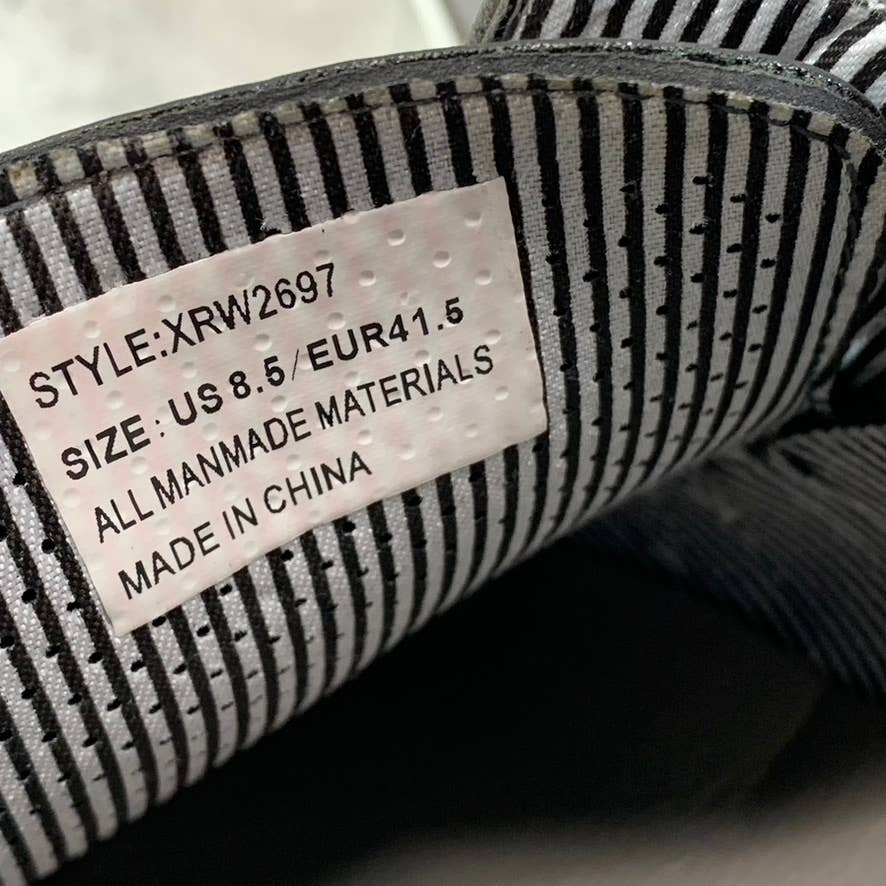 STYLE:XRW2697
SIZE: US 8.5/EUR41.5
ALL MANMADE MATERIALS
MADE IN CHINA